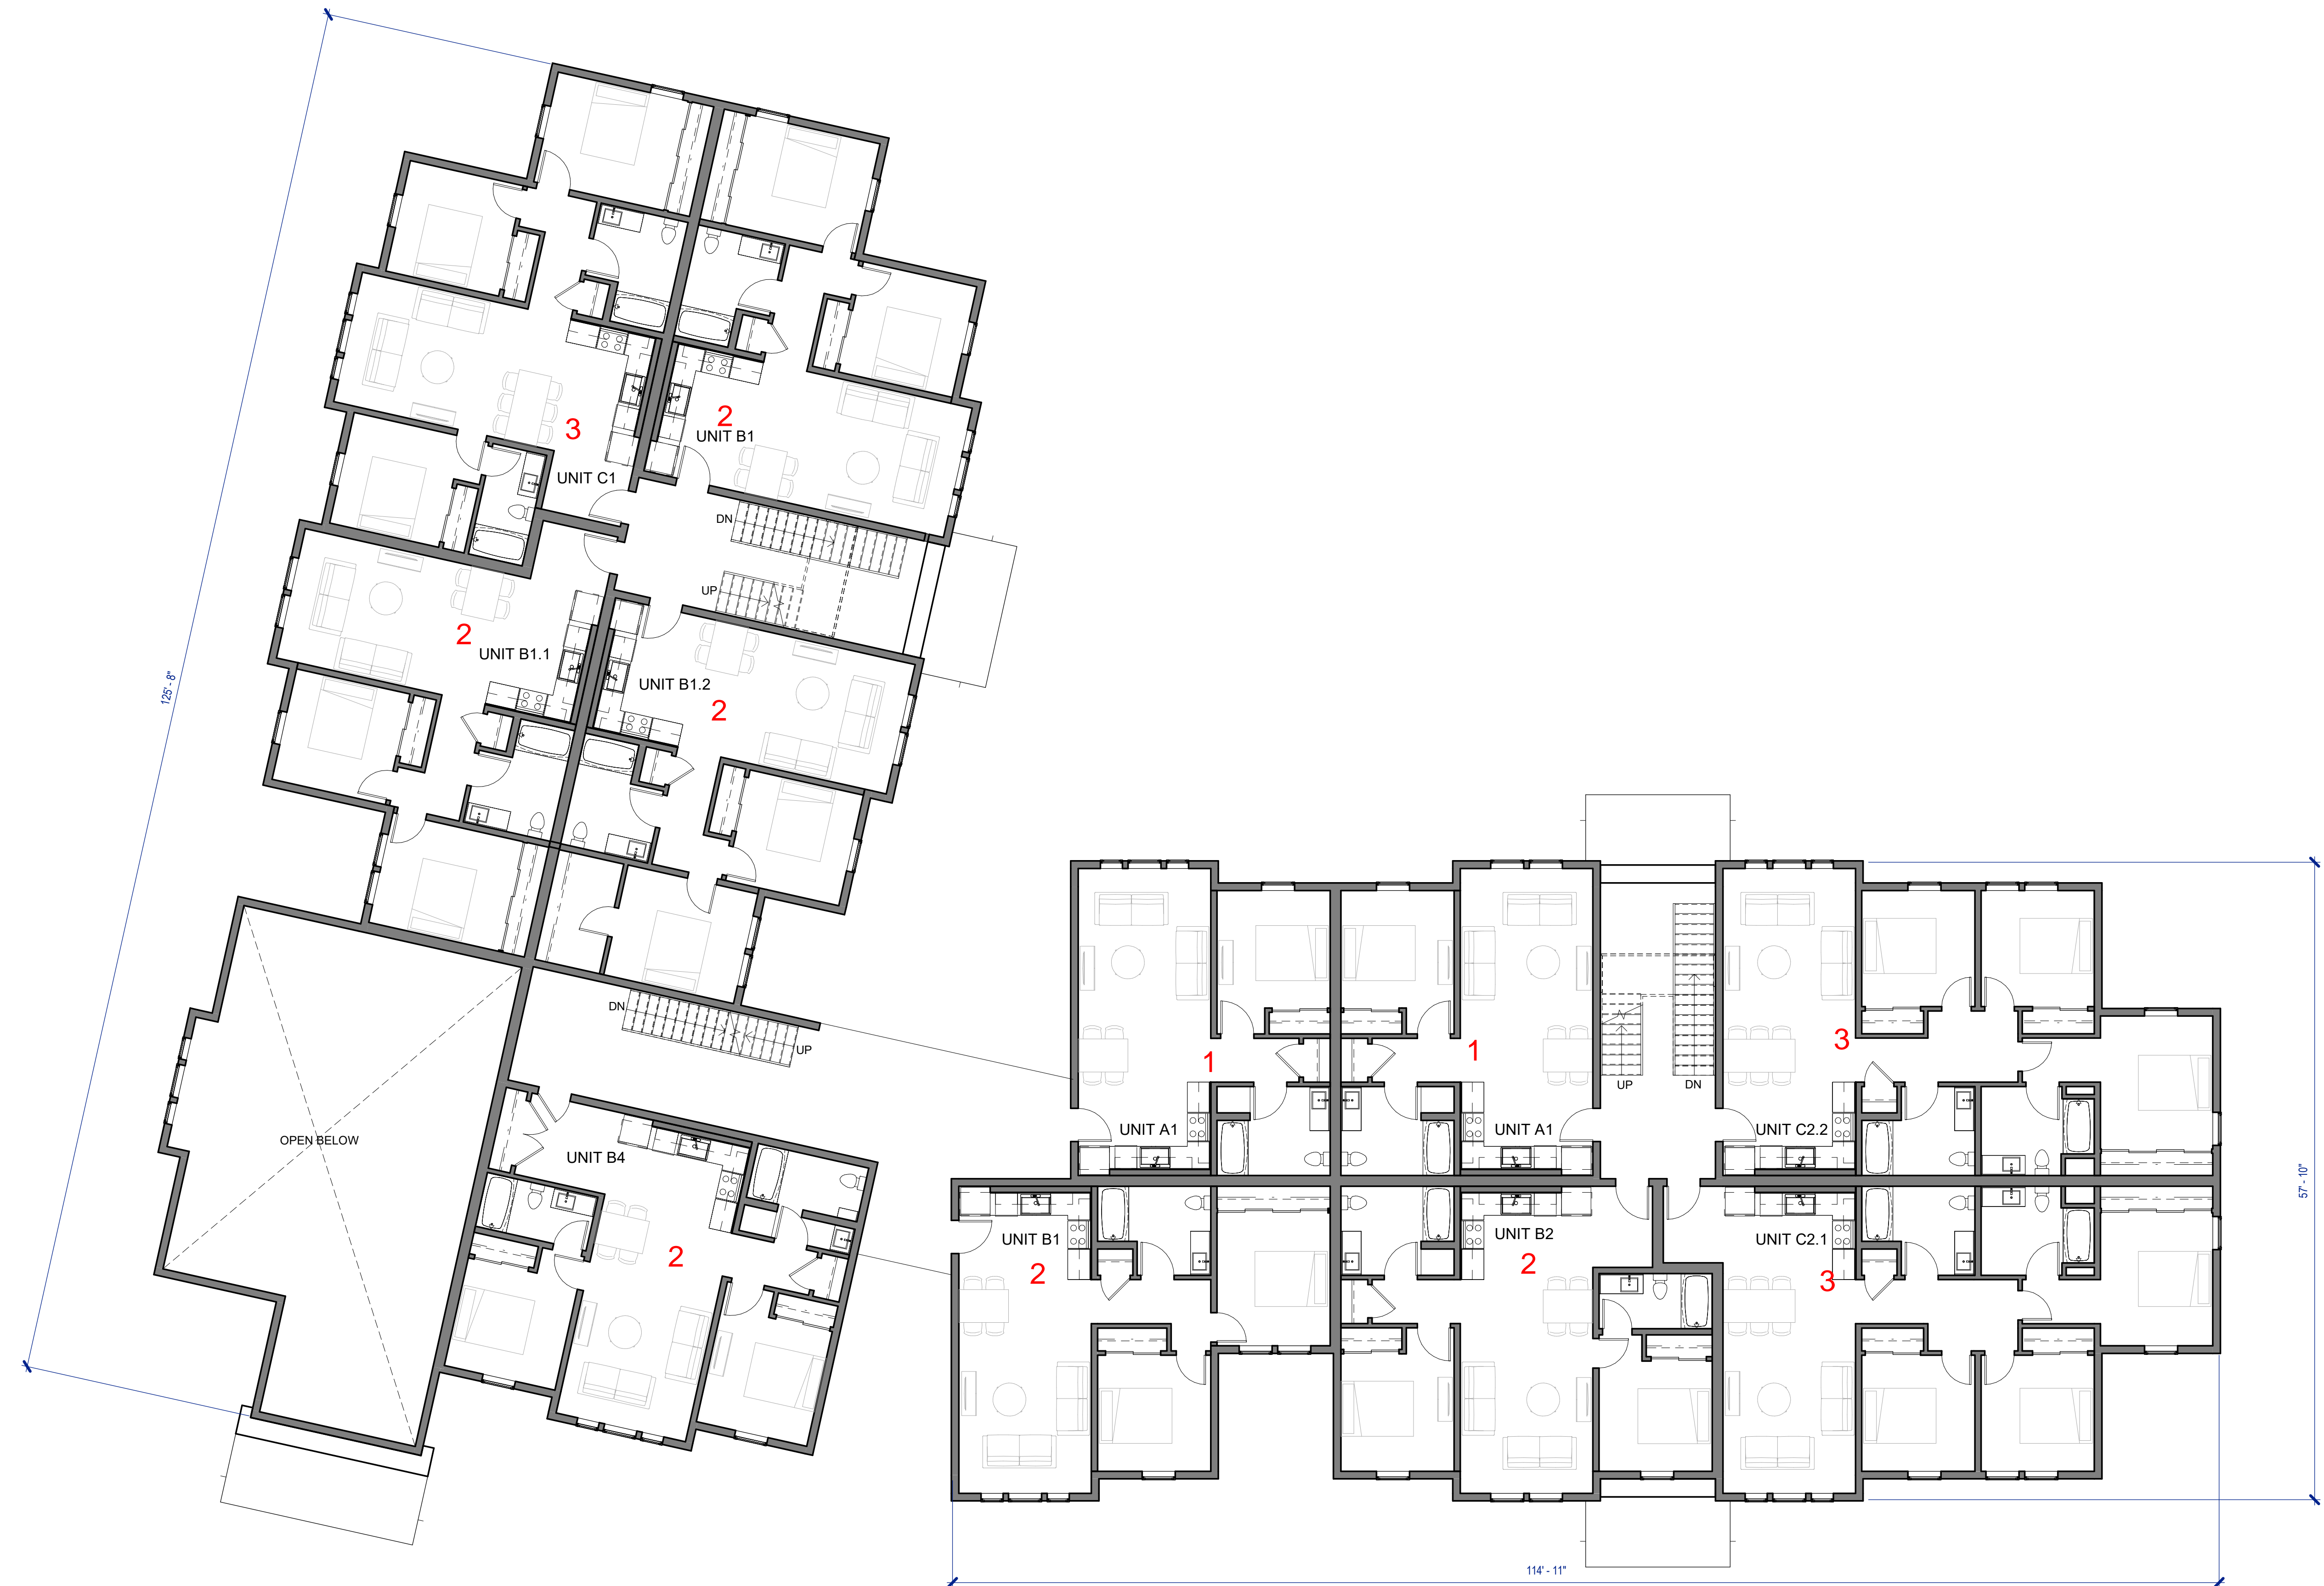 2
UNIT B1
3
UNIT C1
DN
UP
2
UNIT B1.1
UNIT B1.2
2
125' - 8"
DN
UP
OPEN BELOW
UNIT B4
2
1
UNIT A1
1
UNIT A1
UP
DN
3
UNIT C2.2
UNIT B1
2
UNIT B2
2
UNIT C2.1
3
57' - 10"
114' - 11"